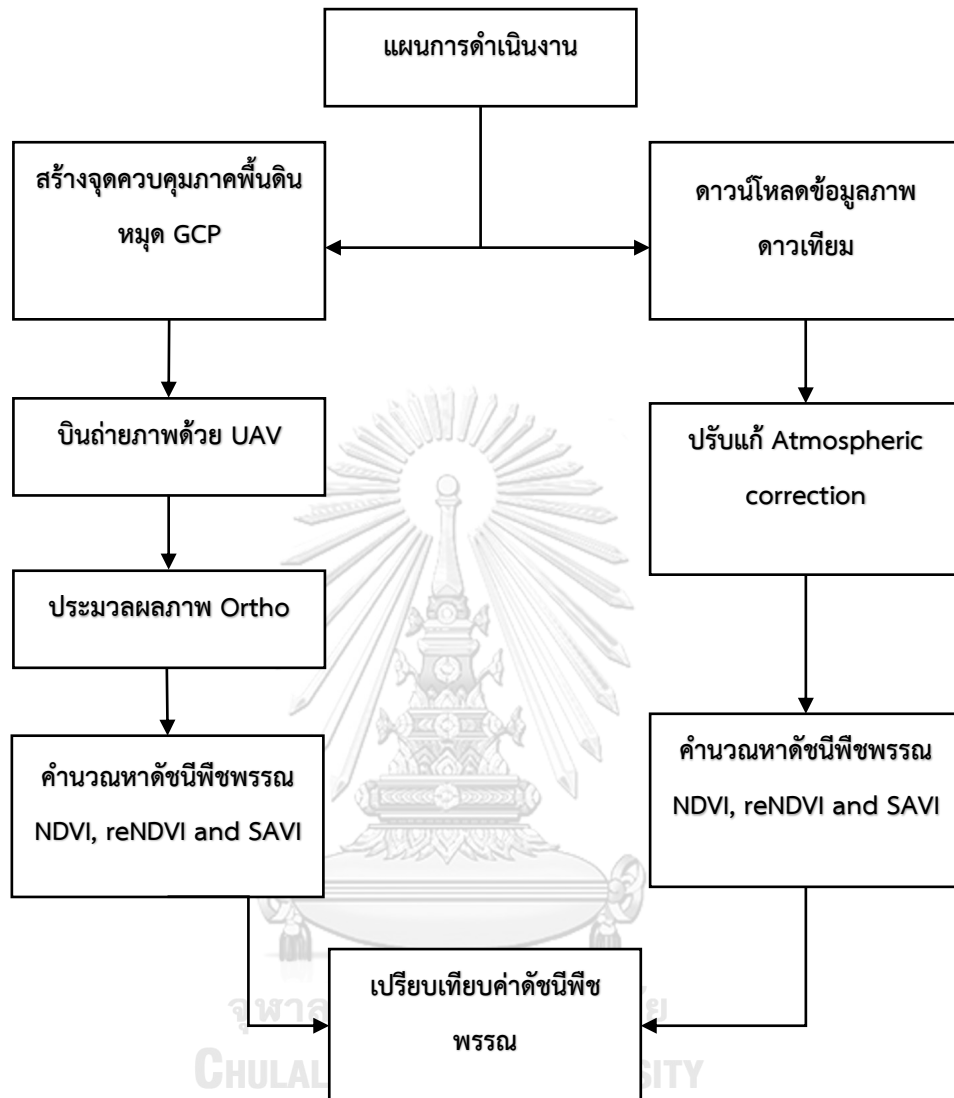 แผนการดำเนินงาน
สร้างจุดควบคุมภาคพื้นดิน
หมุด GCP
ดาวน์โหลดข้อมูลภาพ
ดาวเทียม
บินถ่ายภาพด้วย UAV
ปรับแก้ Atmospheric
correction
ประมวลผลภาพ Ortho
คำนวณหาดัชนีพืชพรรณ
NDVI, reNDVI and SAVI
คำนวณหาดัชนีพืชพรรณ
NDVI, reNDVI and SAVI
เปรียบเทียบค่าดัชนีพืช
พรรณ